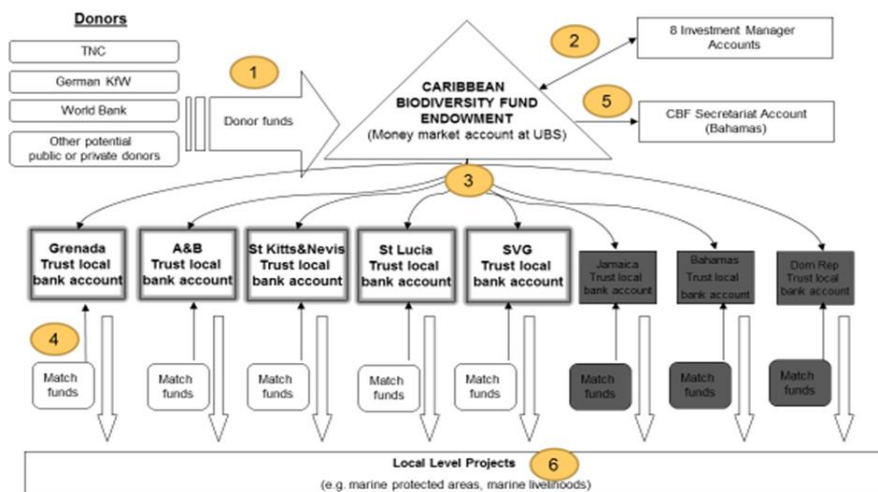 Donors
TNC
German KfW
World Bank
Other potential
public or private donors
1
Donor funds
CARIBBEAN
BIODIVERSITY FUND
ENDOWMENT
(Money market account at UBS)
2
8 Investment Manager
Accounts
5
CBF Secretariat Account
(Bahamas)
3
Grenada
Trust local
bank account
A&B
Trust local
bank account
St Kitts&Nevis
Trust local
bank account
St Lucia
Trust local
bank account
SVG
Trust local
bank account
Jamaica
Trust local
bank account
Bahamas
Trust local
bank account
Dom Rep
Trust local
bank account
4
Match
funds
Match
funds
Match
funds
Match
funds
Match
funds
Match
funds
Match
funds
Match
funds
Local Level Projects
6
(e.g. marine protected areas, marine livelihoods)